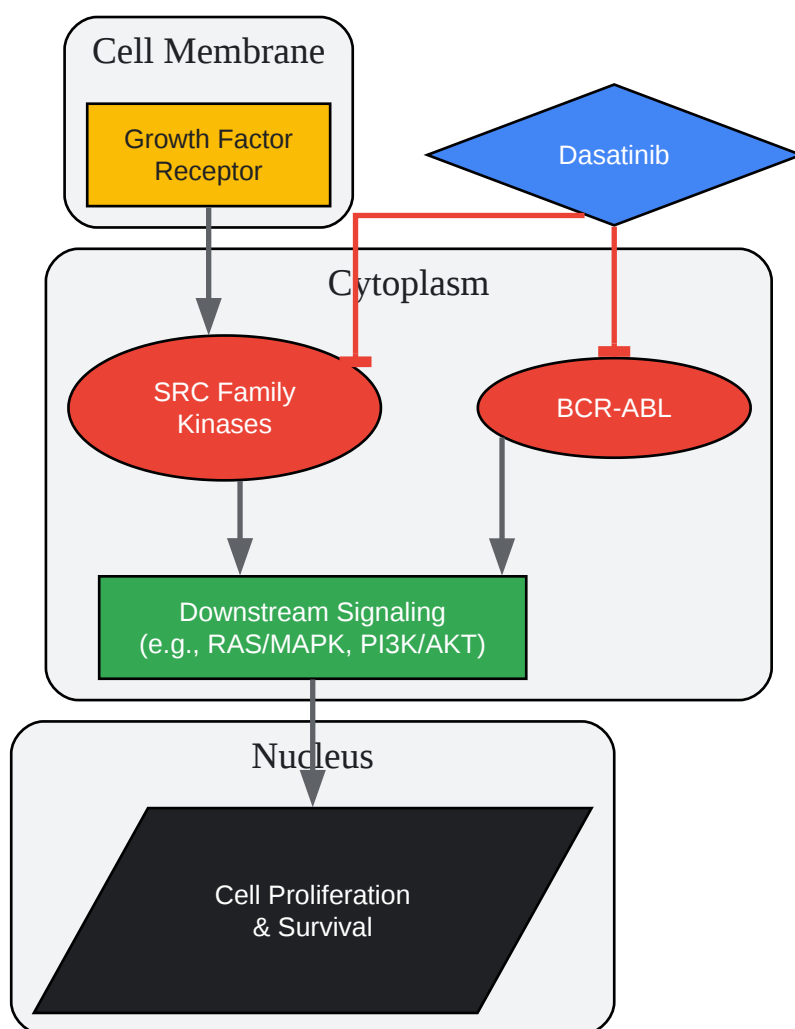 Cell Membrane
Growth Factor
Receptor
Dasatinib
Cytoplasm
SRC Family
Kinases
BCR-ABL
Downstream Signaling
(e.g., RAS/MAPK, PI3K/AKT)
Nucleus
Cell Proliferation
& Survival